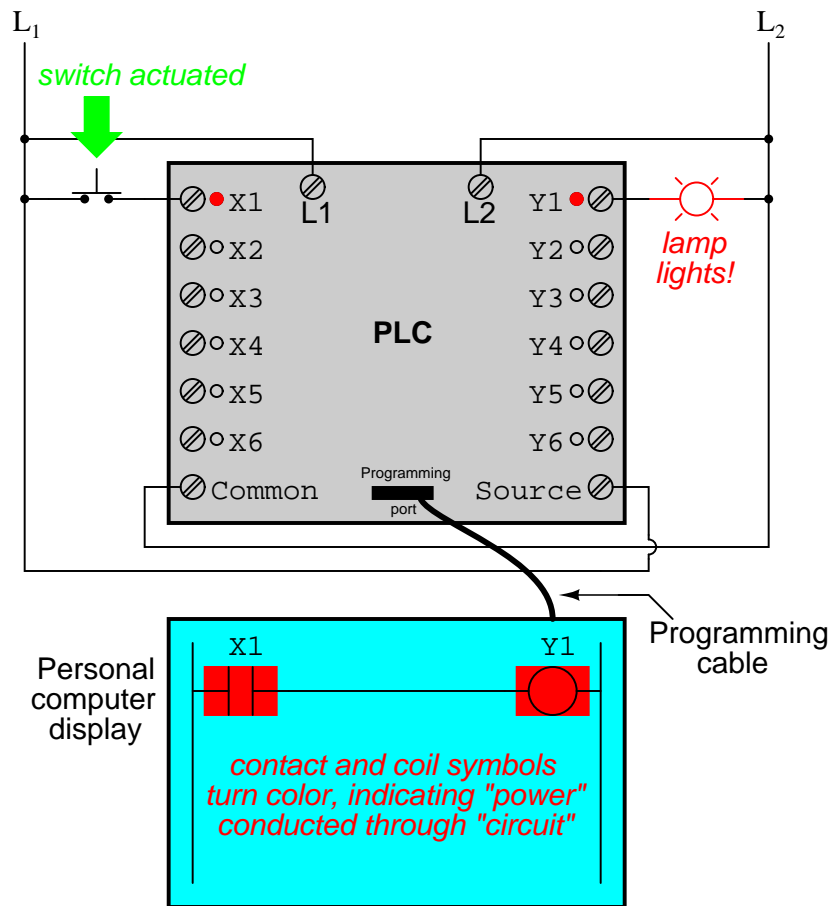 L1 L2
switch actuated
X1 L1 L2 Y1
X2 Y2
X3 Y3
X4 PLC Y4
X5 Y5
X6 Y6
Common Programming port Source
lamp
lights!
Programming
cable
Personal
computer
display
X1 Y1
contact and coil symbols
turn color, indicating "power"
conducted through "circuit"